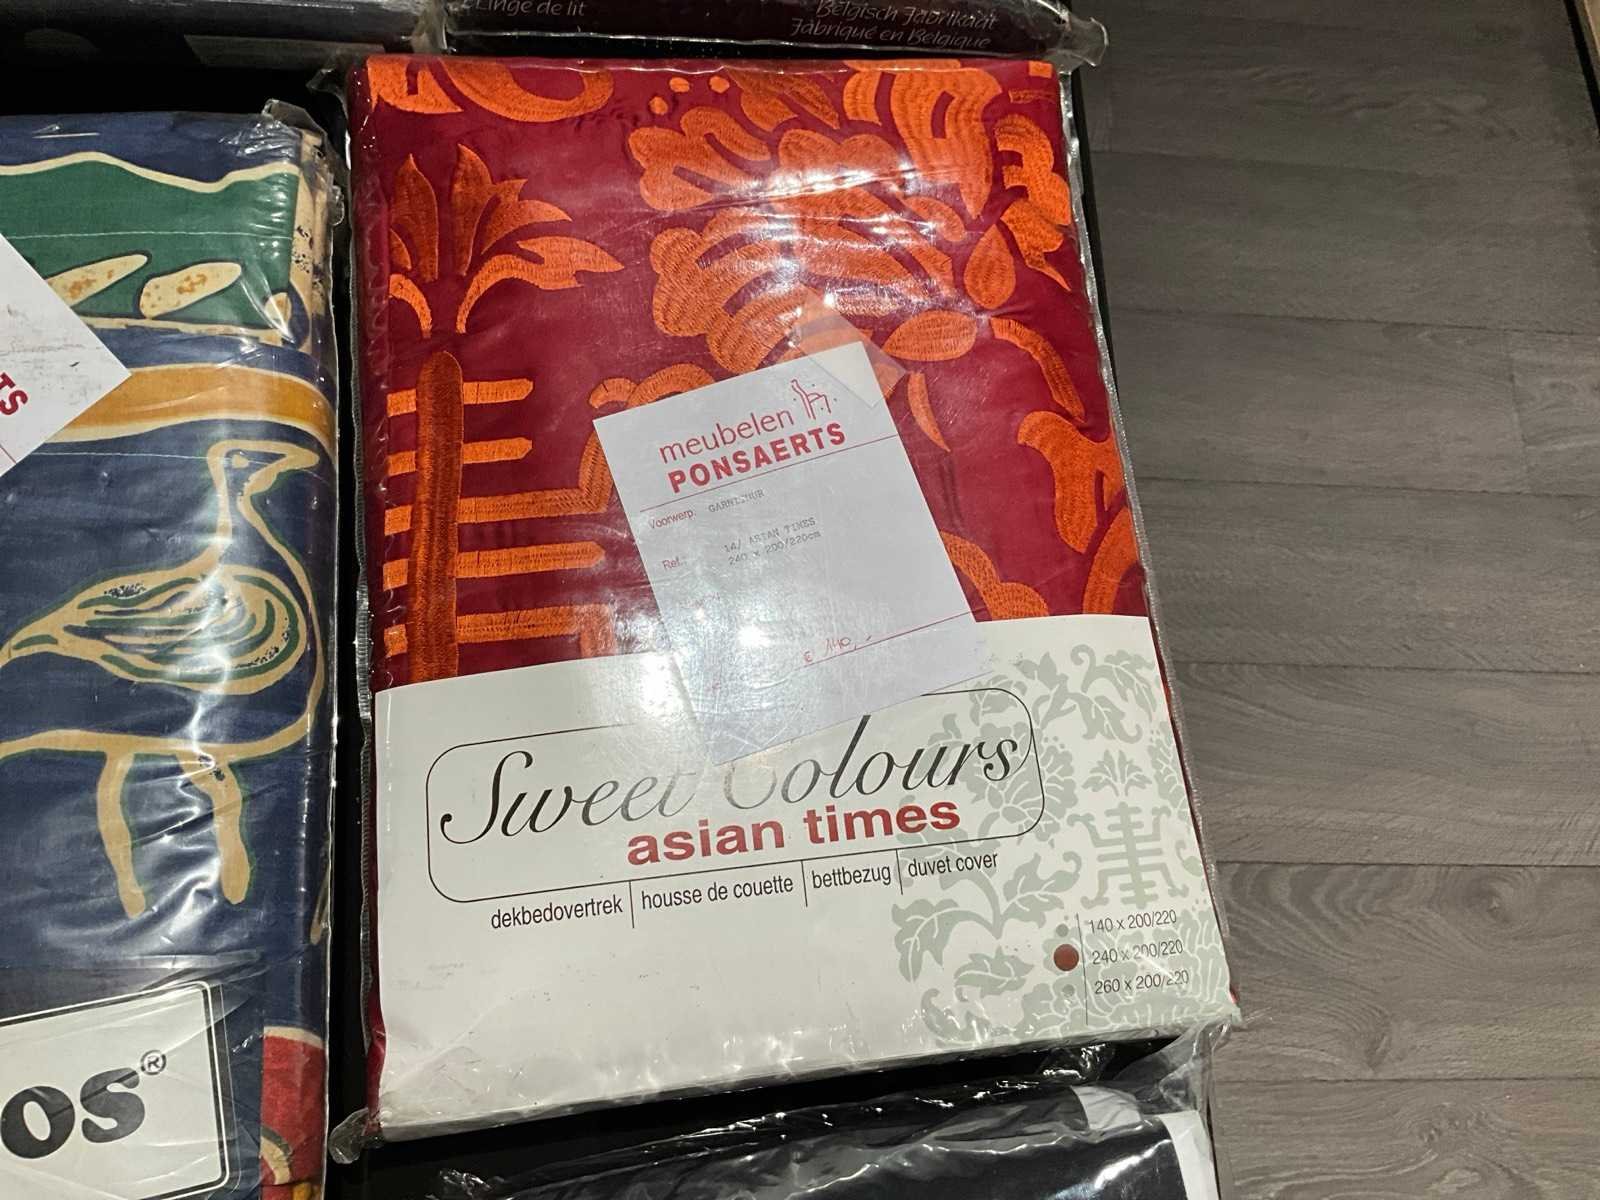 Linge de lit
Belgisch Fabrikaat
Fabriqué en Belgique
TS
meubelen
PONSAERTS
Voorwerp. GARNITUUR
Ref.: 14/ ASIAN TIMES
240 x 200/220cm
€ 140,-
Sweet Colours
asian times
dekbedovertrek | housse de couette | bettbezug | duvet cover
140 x 200/220
240 x 200/220
260 x 200/220
os®